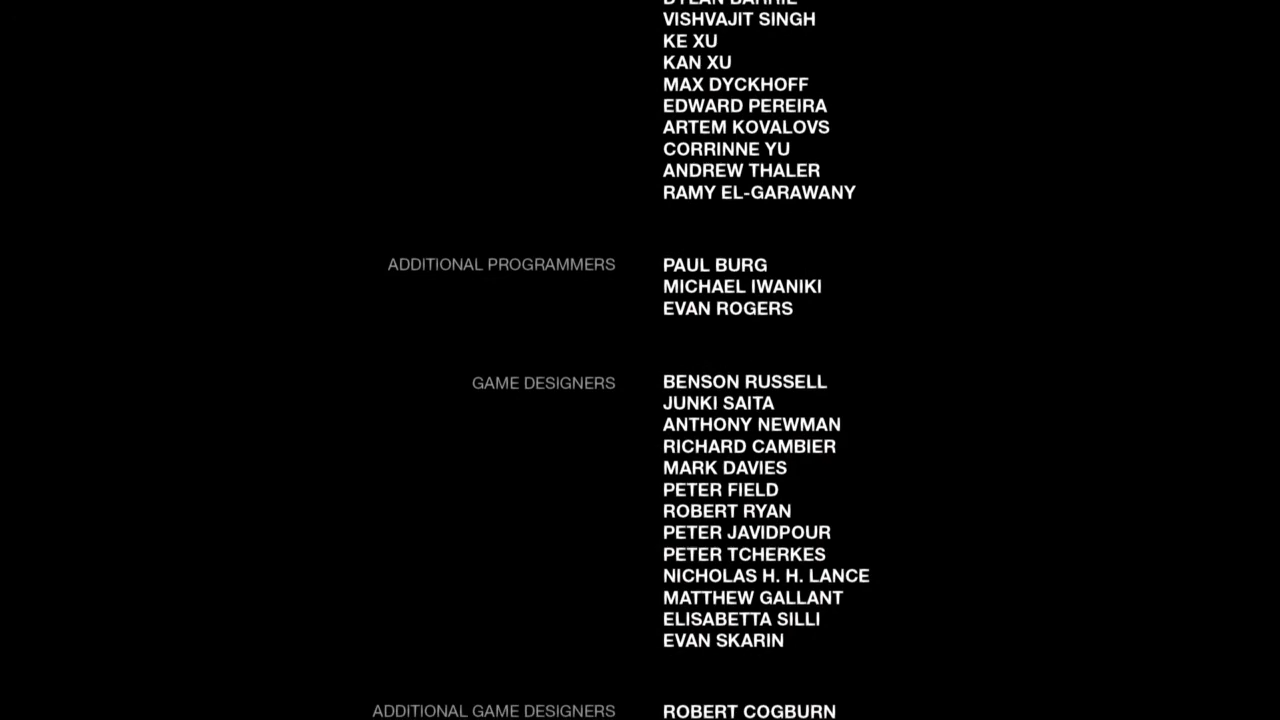 VISHVAJIT SINGH
KE XU
KAN XU
MAX DYCKHOFF
EDWARD PEREIRA
ARTEM KOVALOVS
CORRINNE YU
ANDREW THALER
RAMY EL-GARAWANY
ADDITIONAL PROGRAMMERS PAUL BURG
MICHAEL IWANIKI
EVAN ROGERS
GAME DESIGNERS BENSON RUSSELL
JUNKI SAITA
ANTHONY NEWMAN
RICHARD CAMBIER
MARK DAVIES
PETER FIELD
ROBERT RYAN
PETER JAVIDPOUR
PETER TCHERKES
NICHOLAS H. H. LANCE
MATTHEW GALLANT
ELISABETTA SILLI
EVAN SKARIN
ADDITIONAL GAME DESIGNERS ROBERT COGBURN